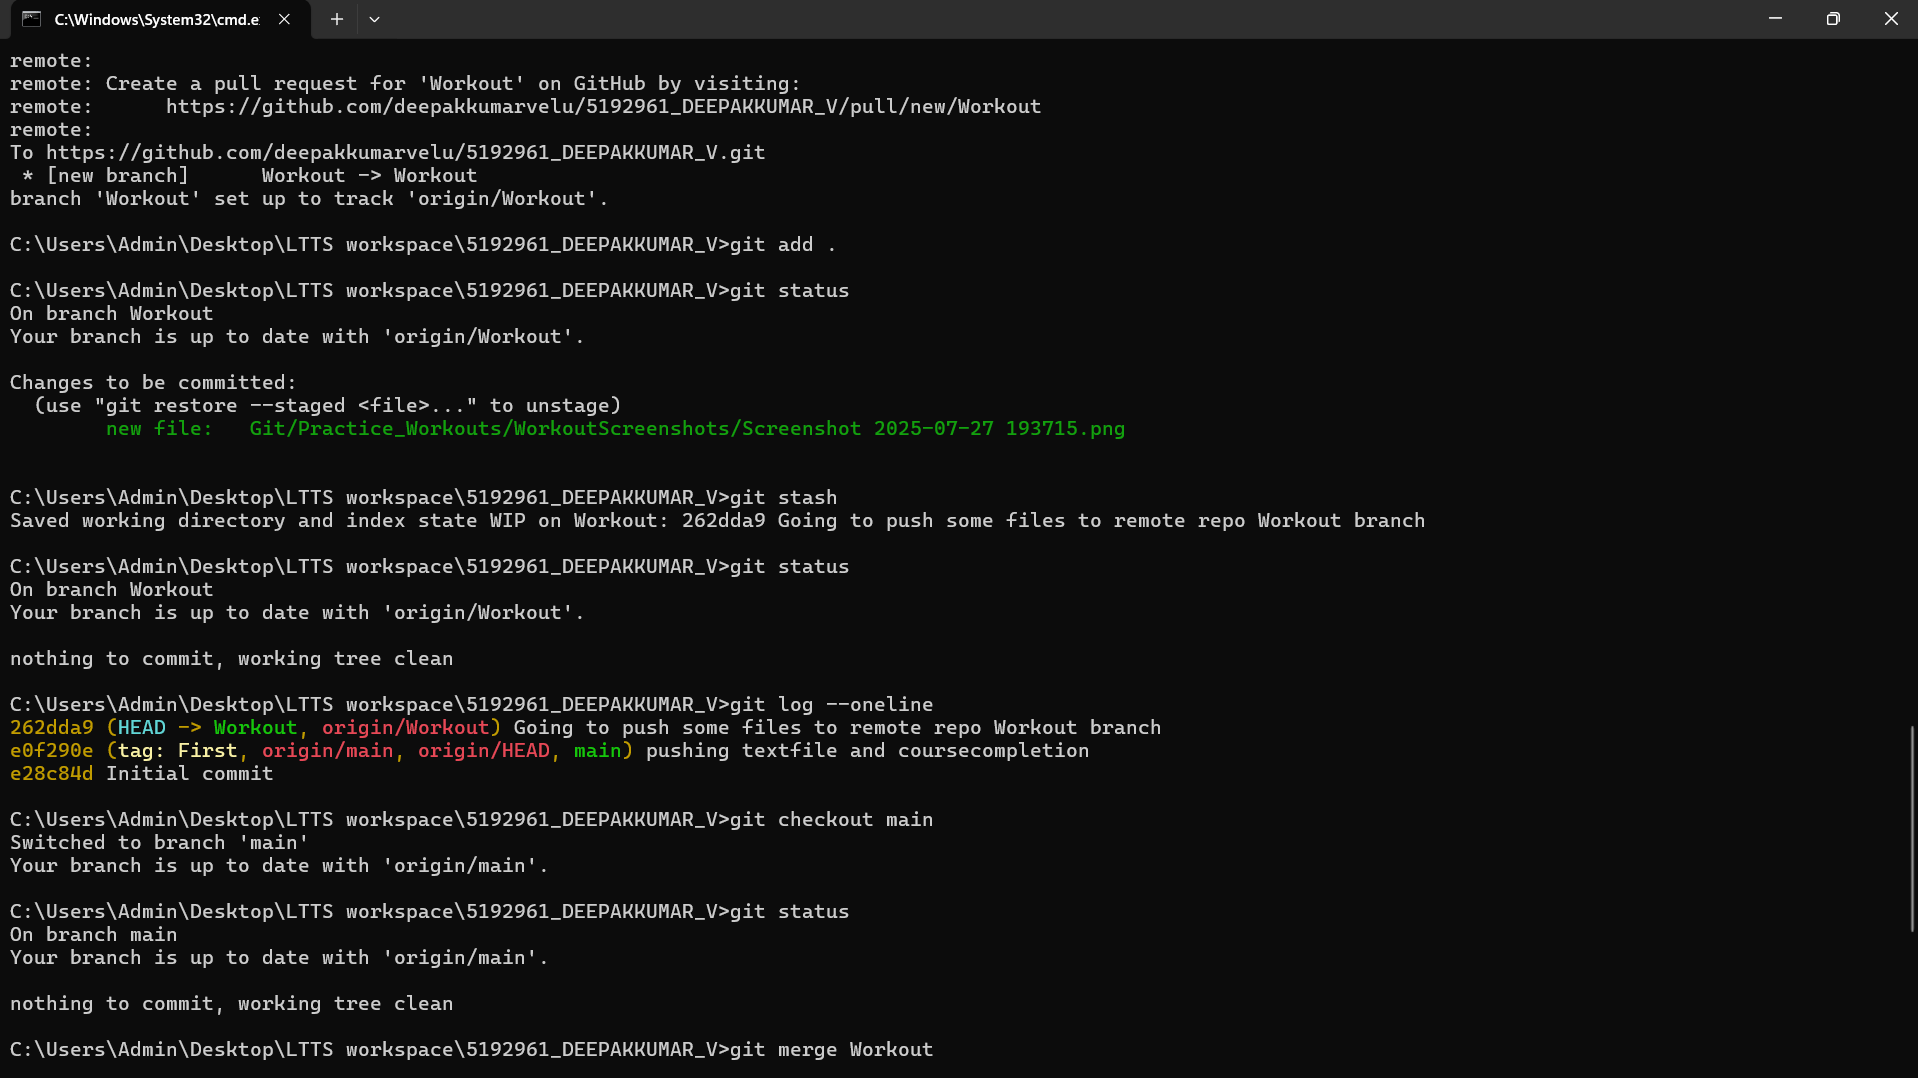 C:\Windows\System32\cmd.e
remote:
remote: Create a pull request for 'Workout' on GitHub by visiting:
remote:      https://github.com/deepakkumarvelu/5192961_DEEPAKKUMAR_V/pull/new/Workout
remote:
To https://github.com/deepakkumarvelu/5192961_DEEPAKKUMAR_V.git
 * [new branch]      Workout -> Workout
branch 'Workout' set up to track 'origin/Workout'.
C:\Users\Admin\Desktop\LTTS workspace\5192961_DEEPAKKUMAR_V>git add .
C:\Users\Admin\Desktop\LTTS workspace\5192961_DEEPAKKUMAR_V>git status
On branch Workout
Your branch is up to date with 'origin/Workout'.
Changes to be committed:
  (use "git restore --staged <file>..." to unstage)
        new file:   Git/Practice_Workouts/WorkoutScreenshots/Screenshot 2025-07-27 193715.png
C:\Users\Admin\Desktop\LTTS workspace\5192961_DEEPAKKUMAR_V>git stash
Saved working directory and index state WIP on Workout: 262dda9 Going to push some files to remote repo Workout branch
C:\Users\Admin\Desktop\LTTS workspace\5192961_DEEPAKKUMAR_V>git status
On branch Workout
Your branch is up to date with 'origin/Workout'.
nothing to commit, working tree clean
C:\Users\Admin\Desktop\LTTS workspace\5192961_DEEPAKKUMAR_V>git log --oneline
262dda9 (HEAD -> Workout, origin/Workout) Going to push some files to remote repo Workout branch
e0f290e (tag: First, origin/main, origin/HEAD, main) pushing textfile and coursecompletion
e28c84d Initial commit
C:\Users\Admin\Desktop\LTTS workspace\5192961_DEEPAKKUMAR_V>git checkout main
Switched to branch 'main'
Your branch is up to date with 'origin/main'.
C:\Users\Admin\Desktop\LTTS workspace\5192961_DEEPAKKUMAR_V>git status
On branch main
Your branch is up to date with 'origin/main'.
nothing to commit, working tree clean
C:\Users\Admin\Desktop\LTTS workspace\5192961_DEEPAKKUMAR_V>git merge Workout